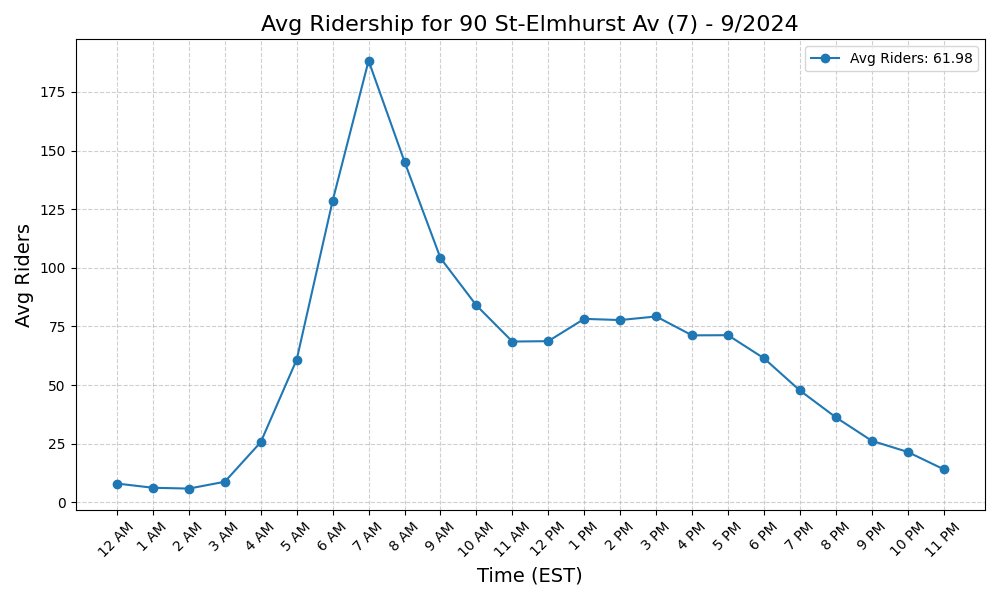 Avg Ridership for 90 St-Elmhurst Av (7) - 9/2024
Avg Riders: 61.98
Avg Riders
175
150
125
100
75
50
25
0
12 AM
1 AM
2 AM
3 AM
4 AM
5 AM
6 AM
7 AM
8 AM
9 AM
10 AM
11 AM
12 PM
1 PM
2 PM
3 PM
4 PM
5 PM
6 PM
7 PM
8 PM
9 PM
10 PM
11 PM
Time (EST)